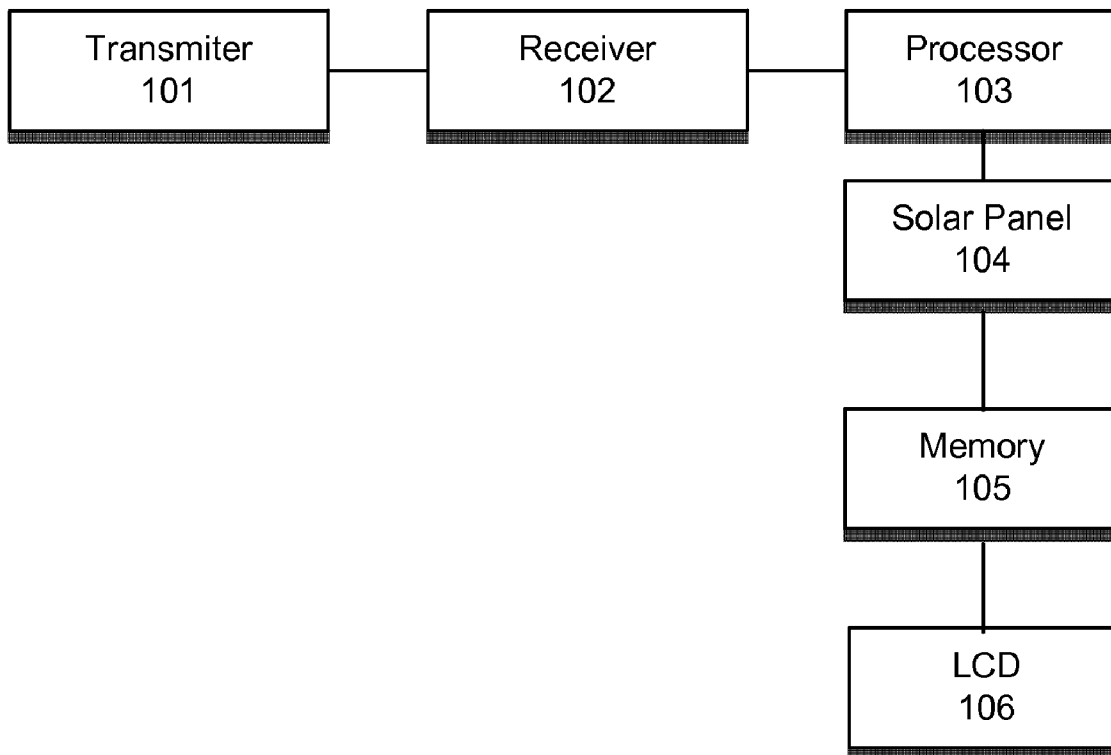 Transmiter
101
Receiver
102
Processor
103
Solar Panel
104
Memory
105
LCD
106